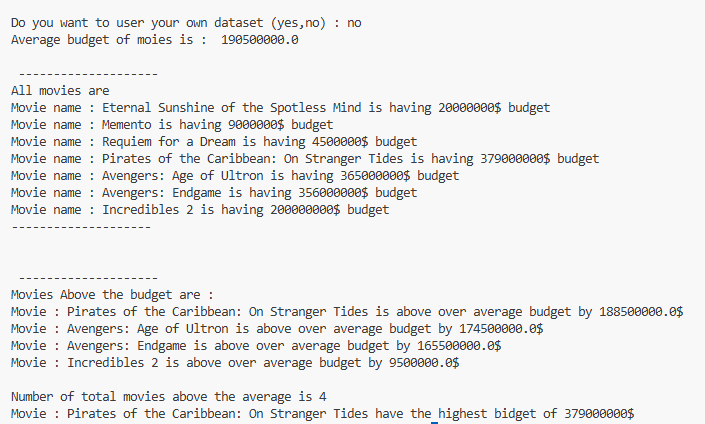 Do you want to user your own dataset (yes,no) : no
Average budget of moies is :  190500000.0
--------------------
All movies are
Movie name : Eternal Sunshine of the Spotless Mind is having 20000000$ budget
Movie name : Memento is having 9000000$ budget
Movie name : Requiem for a Dream is having 4500000$ budget
Movie name : Pirates of the Caribbean: On Stranger Tides is having 379000000$ budget
Movie name : Avengers: Age of Ultron is having 365000000$ budget
Movie name : Avengers: Endgame is having 356000000$ budget
Movie name : Incredibles 2 is having 200000000$ budget
--------------------
--------------------
Movies Above the budget are :
Movie : Pirates of the Caribbean: On Stranger Tides is above over average budget by 188500000.0$
Movie : Avengers: Age of Ultron is above over average budget by 174500000.0$
Movie : Avengers: Endgame is above over average budget by 165500000.0$
Movie : Incredibles 2 is above over average budget by 9500000.0$
Number of total movies above the average is 4
Movie : Pirates of the Caribbean: On Stranger Tides have the highest bidget of 379000000$